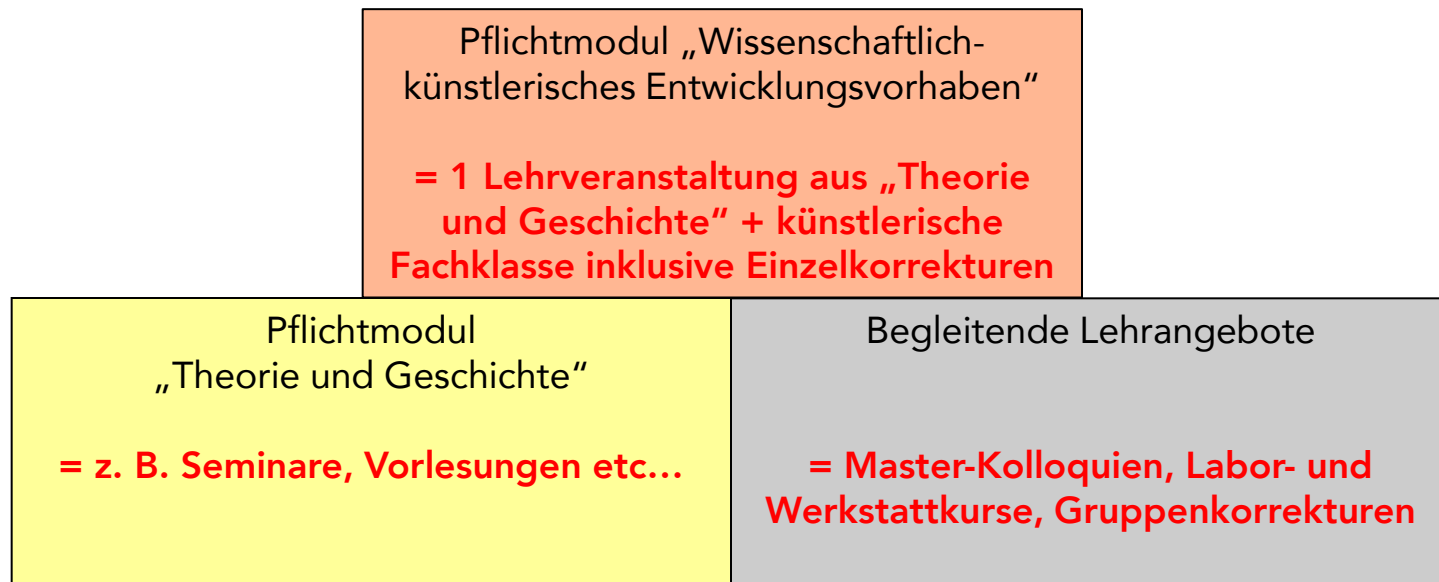 Pflichtmodul „Wissenschaftlich-
künstlerisches Entwicklungsvorhaben“
= 1 Lehrveranstaltung aus „Theorie
und Geschichte“ + künstlerische
Fachklasse inklusive Einzelkorrekturen
Pflichtmodul
„Theorie und Geschichte“
= z. B. Seminare, Vorlesungen etc…
Begleitende Lehrangebote
= Master-Kolloquien, Labor- und
Werkstattkurse, Gruppenkorrekturen